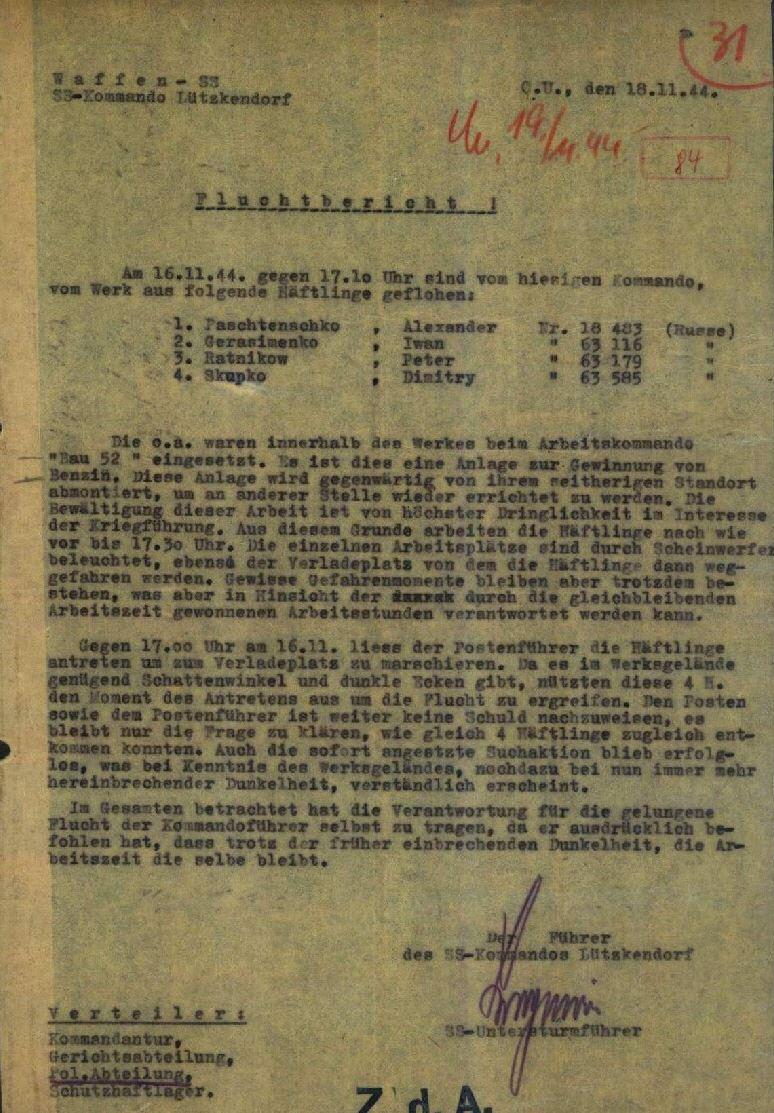 31
W a f f e n - SS
SS-Kommando Lützkendorf
O.U., den 18.11.44.
19./11.44.
84
F l u c h t b e r i c h t !
Am 16.11.44. gegen 17.10 Uhr sind vom hiesigen Kommando,
vom Werk aus folgende Häftlinge geflohen:
1. Paschtenschko , Alexander Nr. 18 483 (Russe)
2. Gerasimenko , Iwan " 63 116 "
3. Ratnikow , Peter " 63 179 "
4. Skupko , Dimitry " 63 585 "
Die o.a. waren innerhalb des Werkes beim Arbeitskommando
"Bau 52 " eingesetzt. Es ist dies eine Anlage zur Gewinnung von
Benzin. Diese Anlage wird gegenwärtig von ihrem seitherigen Standort
abmontiert, um an anderer Stelle wieder errichtet zu werden. Die
Bewältigung dieser Arbeit ist von höchster Dringlichkeit im Interesse
der Kriegführung. Aus diesem Grunde arbeiten die Häftlinge nach wie
vor bis 17.30 Uhr. Die einzelnen Arbeitsplätze sind durch Scheinwerfer
beleuchtet, ebenso der Verladeplatz von dem die Häftlinge dann weg-
gefahren werden. Gewisse Gefahrenmomente bleiben aber trotzdem be-
stehen, was aber in Hinsicht der durch die gleichbleibenden
Arbeitszeit gewonnenen Arbeitsstunden verantwortet werden kann.
Gegen 17.00 Uhr am 16.11. liess der Postenführer die Häftlinge
antreten um zum Verladeplatz zu marschieren. Da es im Werksgelände
genügend Schattenwinkel und dunkle Ecken gibt, nützten diese 4 H.
den Moment des Antretens aus um die Flucht zu ergreifen. Den Posten
sowie dem Postenführer ist weiter keine Schuld nachzuweisen, es
bleibt nur die Frage zu klären, wie gleich 4 Häftlinge zugleich ent-
kommen konnten. Auch die sofort angestzte Suchaktion blieb erfolg-
los, was bei Kenntnis des Werksgeländes, nochdazu bei nun immer mehr
hereinbrechender Dunkelheit, verständlich erscheint.
Im Gesamten betrachtet hat die Verantwortung für die gelungene
Flucht der Kommandoführer selbst zu tragen, da er ausdrücklich be-
fohlen hat, dass trotz der früher einbrechenden Dunkelheit, die Ar-
beitszeit die selbe bleibt.
Der Führer
des SS-Kommandos Lützkendorf
SS-Untersturmführer
V e r t e i l e r :
Kommandantur,
Gerichtsabteilung,
Pol.Abteilung,
Schutzhaftlager.
Z. d. A.